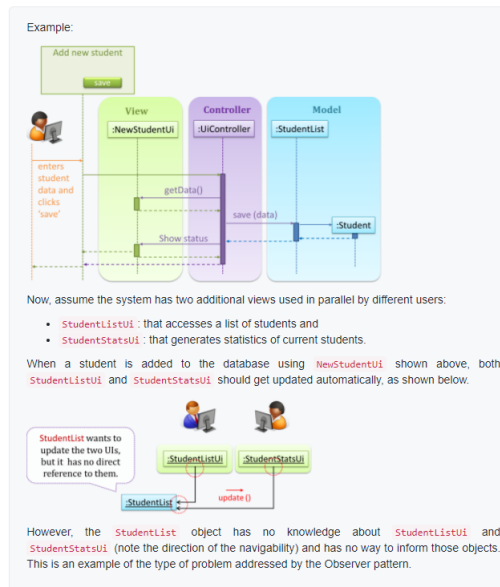 Example:
Add new student
save
View
Controller
Model
:NewStudentUi
:UiController
:StudentList
enters
student
data and
clicks
'save'
getData()
save (data)
:Student
Show status
Now, assume the system has two additional views used in parallel by different users:
• StudentListUi : that accesses a list of students and
• StudentStatsUi : that generates statistics of current students.
When a student is added to the database using NewStudentUi shown above, both
StudentListUi and StudentStatsUi should get updated automatically, as shown below.
StudentList wants to
update the two UIs,
but it has no direct
reference to them.
:StudentListUi
:StudentStatsUi
update ()
:StudentList
However, the StudentList object has no knowledge about StudentListUi and
StudentStatsUi (note the direction of the navigability) and has no way to inform those objects.
This is an example of the type of problem addressed by the Observer pattern.